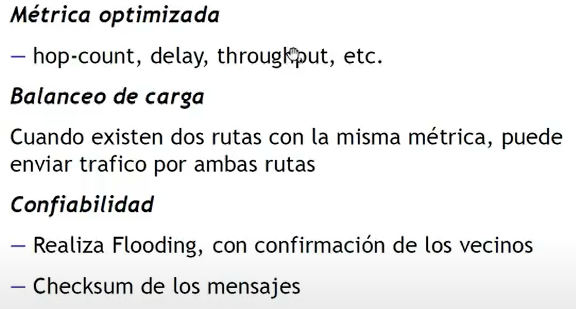 Métrica optimizada
— hop-count, delay, throughput, etc.
Balanceo de carga
Cuando existen dos rutas con la misma métrica, puede
enviar trafico por ambas rutas
Confiabilidad
— Realiza Flooding, con confirmación de los vecinos
— Checksum de los mensajes